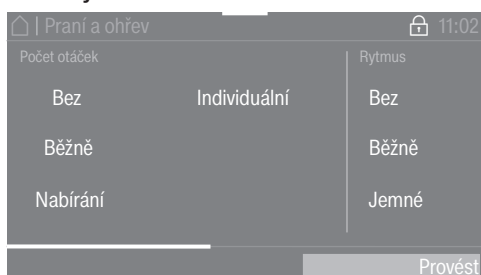 | Praní a ohřev 11:02
Počet otáček Rytmus
Bez Individuální Bez
Běžně Běžně
Nabírání Jemné
Provést